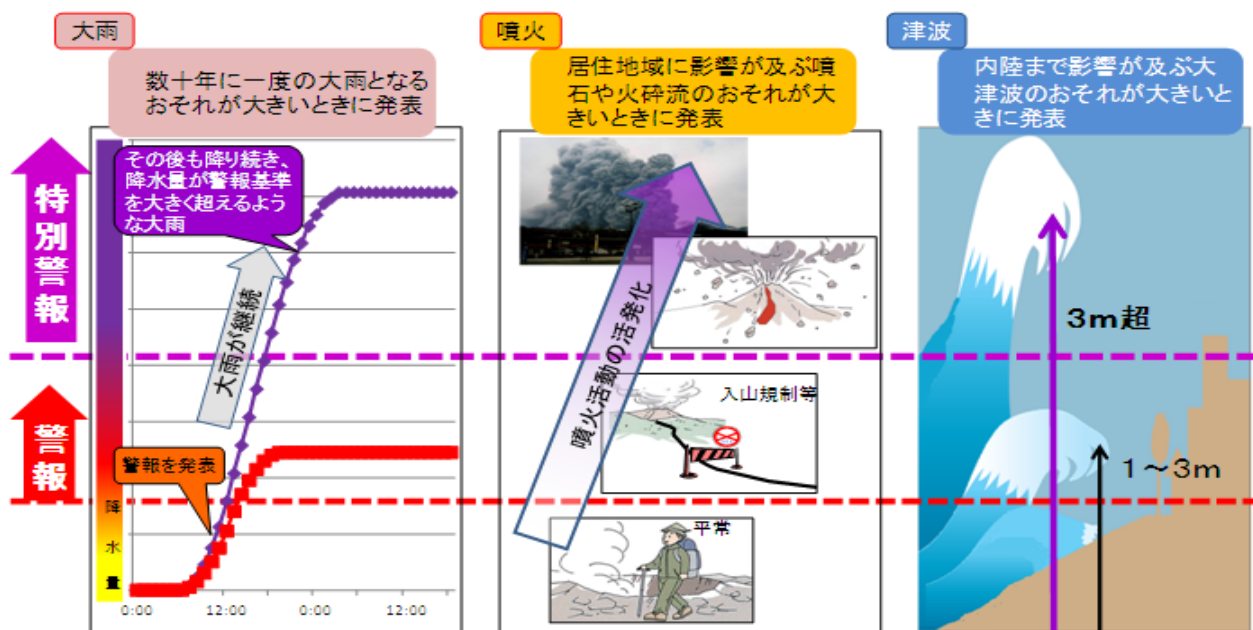 大雨
数十年に一度の大雨となる
おそれが大きいときに発表
噴火
居住地域に影響が及ぶ噴
石や火砕流のおそれが大
きいときに発表
津波
内陸まで影響が及ぶ大
津波のおそれが大きいと
きに発表
特別警報
警報
その後も降り続き、
降水量が警報基準
を大きく超えるよう
な大雨
大雨が継続
警報を発表
降水量
0:00
12:00
0:00
12:00
噴火活動の活発化
入山規制等
平常
3m超
1~3m